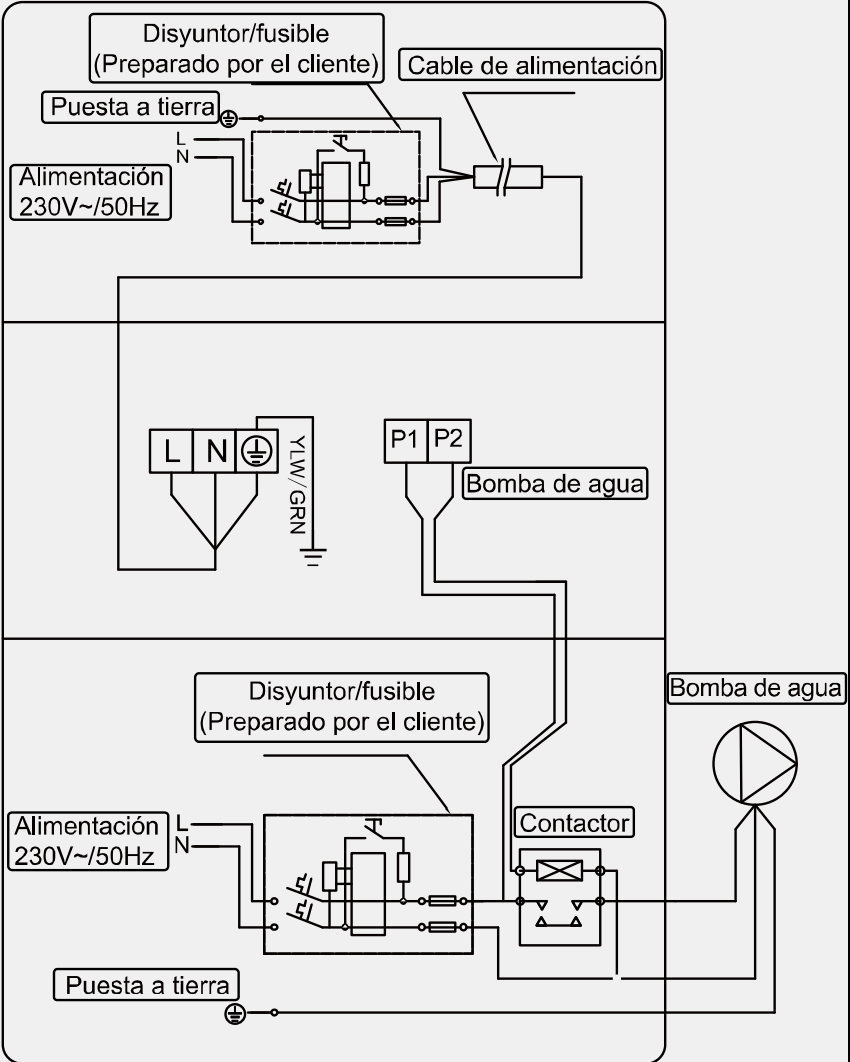 Disyuntor/fusible
(Preparado por el cliente)
Cable de alimentación
Puesta a tierra
L
N
Alimentación
230V~/50Hz
L N
YLW/GRN
P1 P2
Bomba de agua
Disyuntor/fusible
(Preparado por el cliente)
Bomba de agua
Contactor
Alimentación
230V~/50Hz
L
N
Puesta a tierra